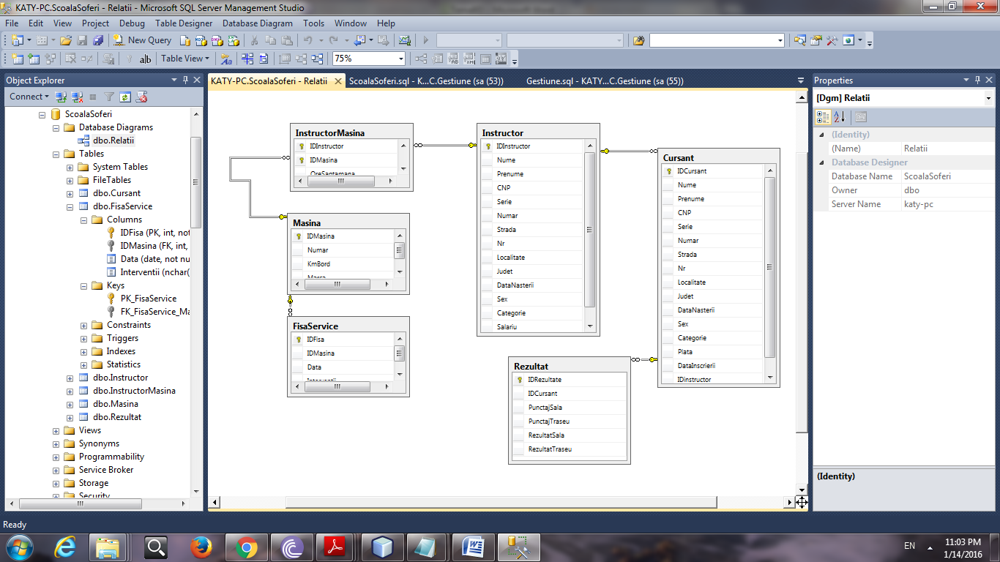 KATY-PC.ScoalaSoferi - Relatii - Microsoft SQL Server Management Studio
File Edit View Project Debug Table Designer Database Diagram Tools Window Help
New Query
Table View 75%
Object Explorer
Connect
ScoalaSoferi
Database Diagrams
dbo.Relatii
Tables
System Tables
FileTables
dbo.Cursant
dbo.FisaService
Columns
IDFisa (PK, int, not
IDMasina (FK, int,
Data (date, not nu
Interventii (nchar(
Keys
PK_FisaService
FK_FisaService_Ma
Constraints
Triggers
Indexes
Statistics
dbo.Instructor
dbo.InstructorMasina
dbo.Masina
dbo.Rezultat
Views
Synonyms
Programmability
Service Broker
Storage
Security
KATY-PC.ScoalaSoferi - Relatii
ScoalaSoferi.sql - K...C.Gestiune (sa (53))
Gestiune.sql - KATY...C.Gestiune (sa (55))
InstructorMasina
IDInstructor
IDMasina
OreSaptamana
Masina
IDMasina
Numar
KmBord
Marca
FisaService
IDFisa
IDMasina
Data
Interventii
Instructor
IDInstructor
Nume
Prenume
CNP
Serie
Numar
Strada
Nr
Localitate
Judet
DataNasterii
Sex
Categorie
Salariu
Cursant
IDCursant
Nume
Prenume
CNP
Serie
Numar
Strada
Nr
Localitate
Judet
DataNasterii
Sex
Categorie
Plata
DataInscrierii
IDinstructor
Rezultat
IDRezultate
IDCursant
PunctajSala
PunctajTraseu
RezultatSala
RezultatTraseu
Properties
[Dgm] Relatii
(Identity)
(Name) Relatii
Database Designer
Database Name ScoalaSoferi
Owner dbo
Server Name katy-pc
(Identity)
Ready
EN
11:03 PM
1/14/2016